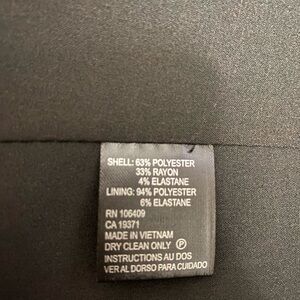 SHELL: 63% POLYESTER
33% RAYON
4% ELASTANE
LINING: 94% POLYESTER
6% ELASTANE
RN 106409
CA 19371
MADE IN VIETNAM
DRY CLEAN ONLY Ⓟ
INSTRUCTIONS AU DOS
VER AL DORSO PARA CUIDADO